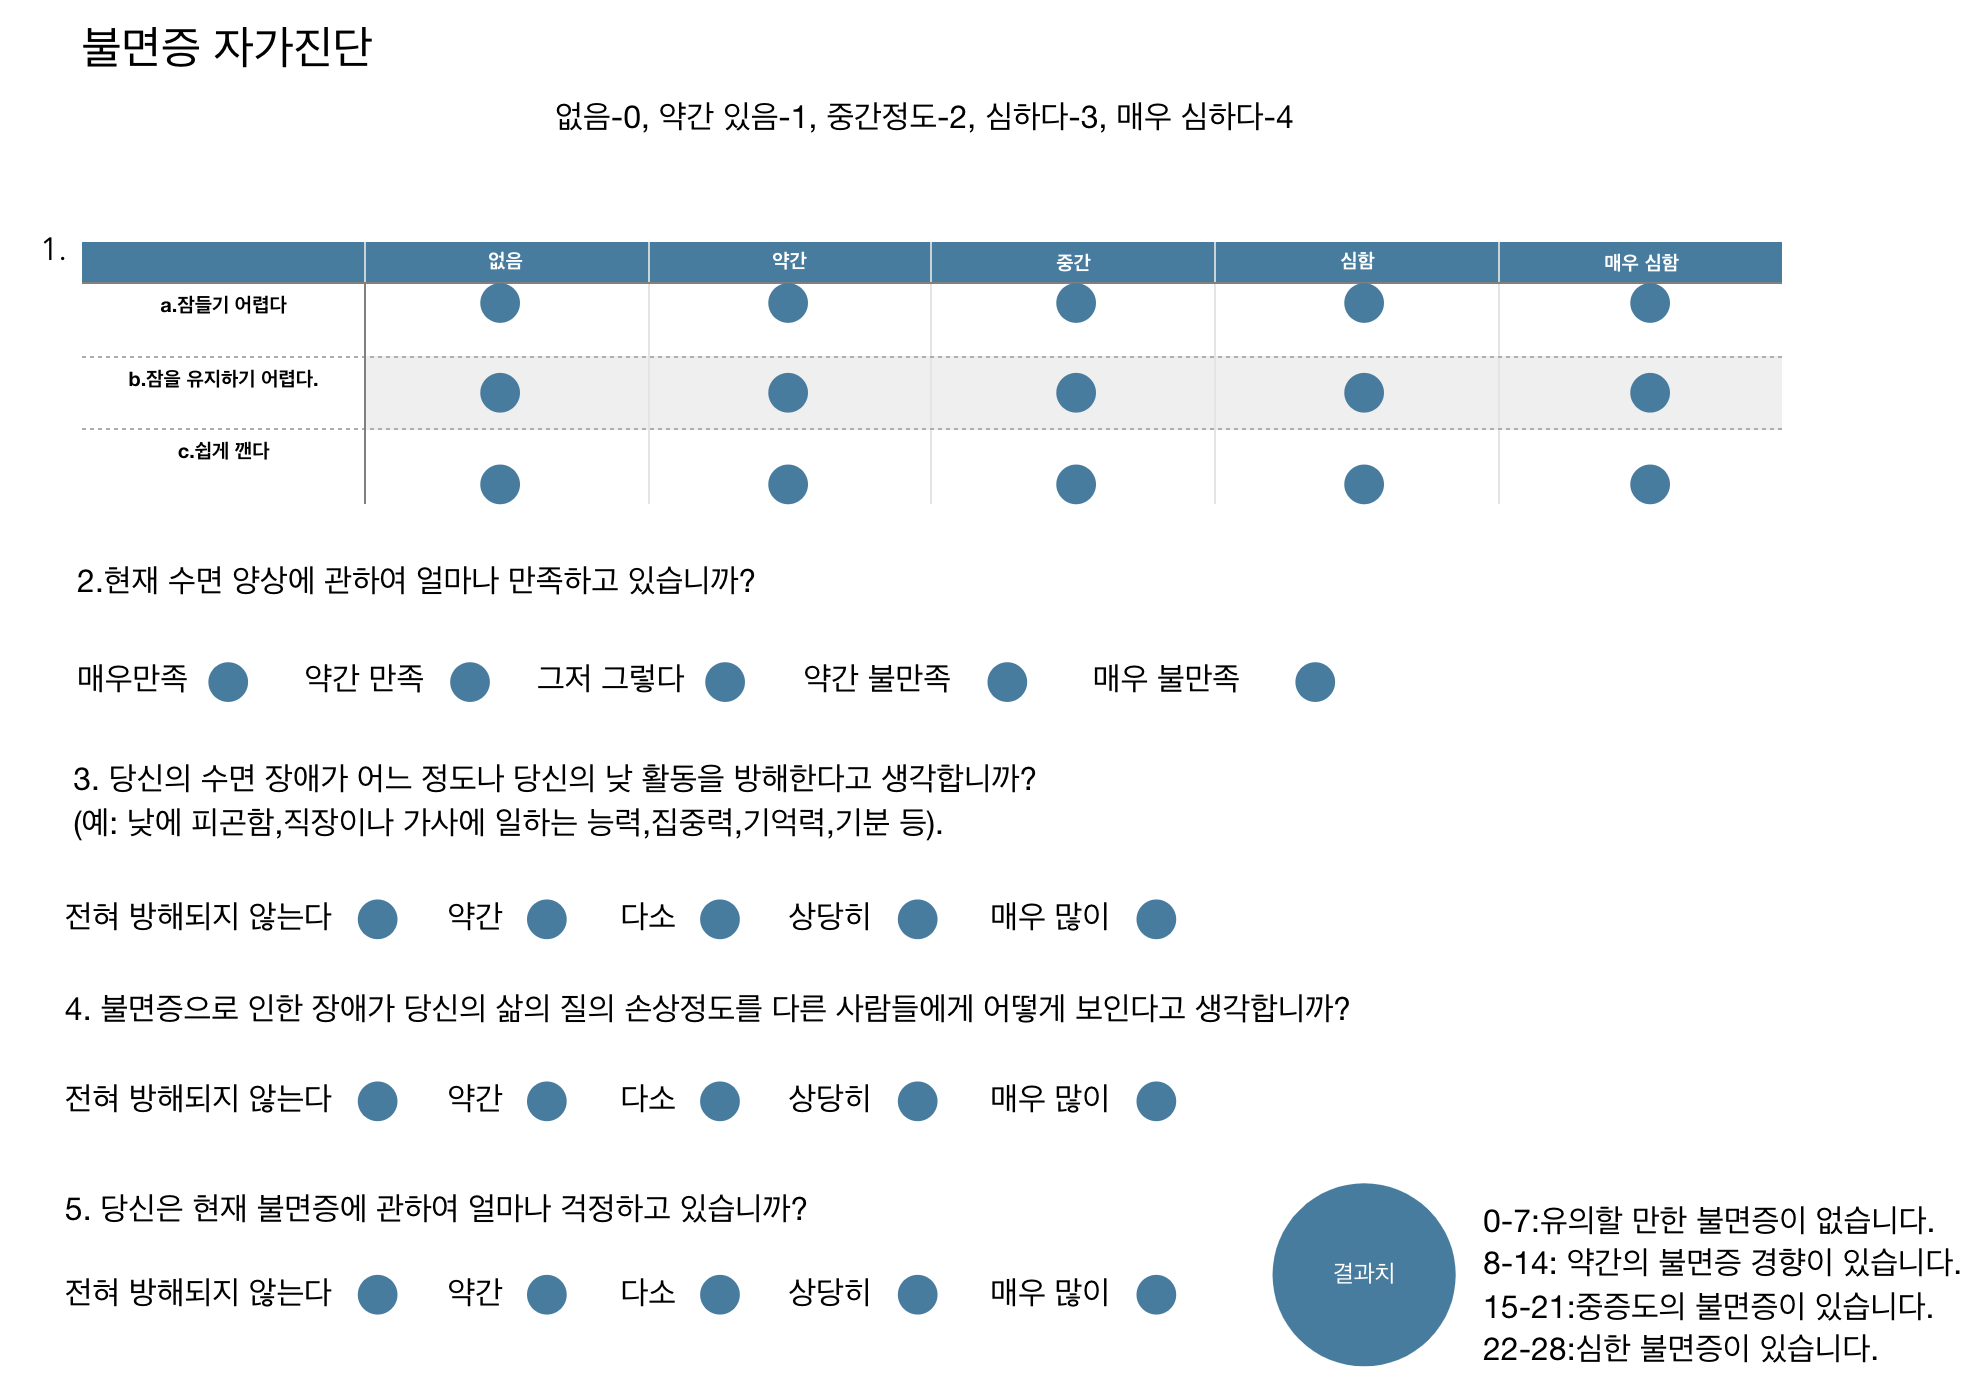 불면증 자가진단
없음-0, 약간 있음-1, 중간정도-2, 심하다-3, 매우 심하다-4
1.
없음 약간 중간 심함 매우 심함
a.잠들기 어렵다
b.잠을 유지하기 어렵다.
c.쉽게 깬다
2.현재 수면 양상에 관하여 얼마나 만족하고 있습니까?
매우만족 약간 만족 그저 그렇다 약간 불만족 매우 불만족
3. 당신의 수면 장애가 어느 정도나 당신의 낮 활동을 방해한다고 생각합니까?
(예: 낮에 피곤함,직장이나 가사에 일하는 능력,집중력,기억력,기분 등).
전혀 방해되지 않는다 약간 다소 상당히 매우 많이
4. 불면증으로 인한 장애가 당신의 삶의 질의 손상정도를 다른 사람들에게 어떻게 보인다고 생각합니까?
전혀 방해되지 않는다 약간 다소 상당히 매우 많이
5. 당신은 현재 불면증에 관하여 얼마나 걱정하고 있습니까?
전혀 방해되지 않는다 약간 다소 상당히 매우 많이
결과치
0-7:유의할 만한 불면증이 없습니다.
8-14: 약간의 불면증 경향이 있습니다.
15-21:중증도의 불면증이 있습니다.
22-28:심한 불면증이 있습니다.